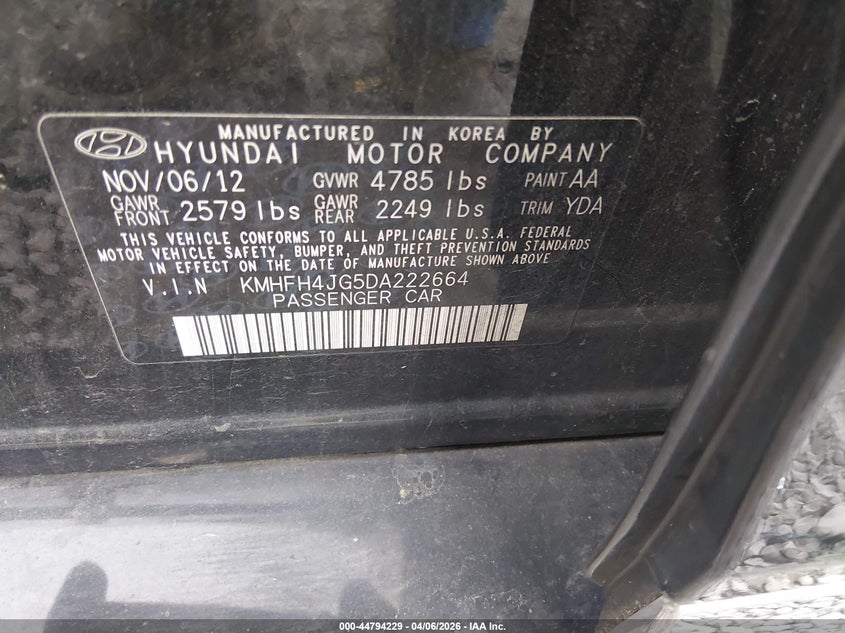 MANUFACTURED IN KOREA BY
HYUNDAI MOTOR COMPANY
NOV/06/12 GVWR 4785 lbs PAINT AA
GAWR FRONT 2579 lbs GAWR REAR 2249 lbs TRIM YDA
THIS VEHICLE CONFORMS TO ALL APPLICABLE U.S.A. FEDERAL
MOTOR VEHICLE SAFETY, BUMPER, AND THEFT PREVENTION STANDARDS
IN EFFECT ON THE DATE OF MANUFACTURE SHOWN ABOVE
V.I.N KMHFH4JG5DA222664
PASSENGER CAR
000-44794229 - 04/06/2026 - IAA Inc.